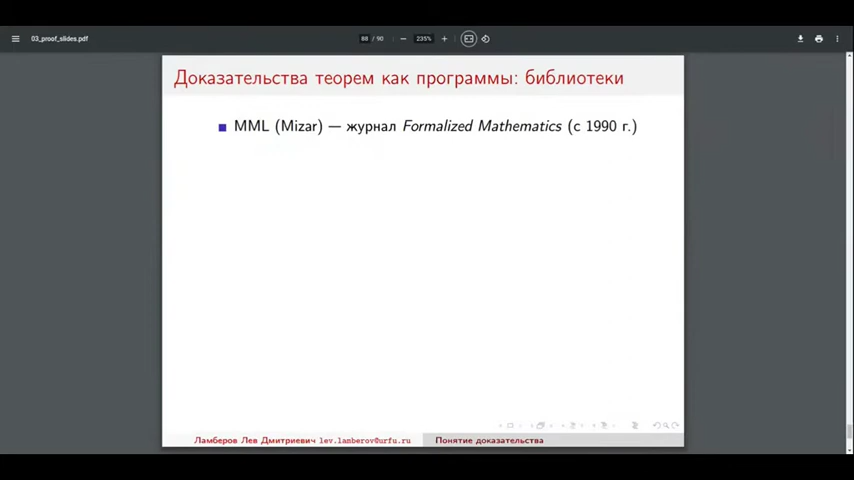 03_proof_slides.pdf
88 / 90
235%
Доказательства теорем как программы: библиотеки
MML (Mizar) — журнал Formalized Mathematics (с 1990 г.)
Ламберов Лев Дмитриевич lev.lamberov@urfu.ru
Понятие доказательства